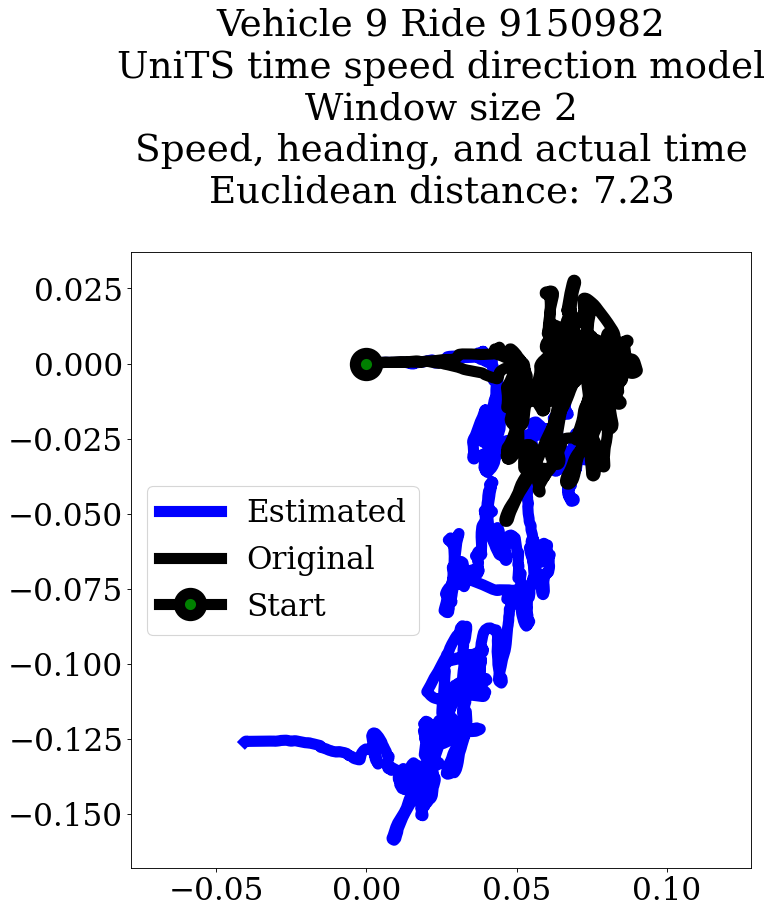 Vehicle 9 Ride 9150982
UniTS time speed direction model
Window size 2
Speed, heading, and actual time
Euclidean distance: 7.23
0.025
0.000
−0.025
−0.050
−0.075
−0.100
−0.125
−0.150
Estimated
Original
Start
−0.05
0.00
0.05
0.10